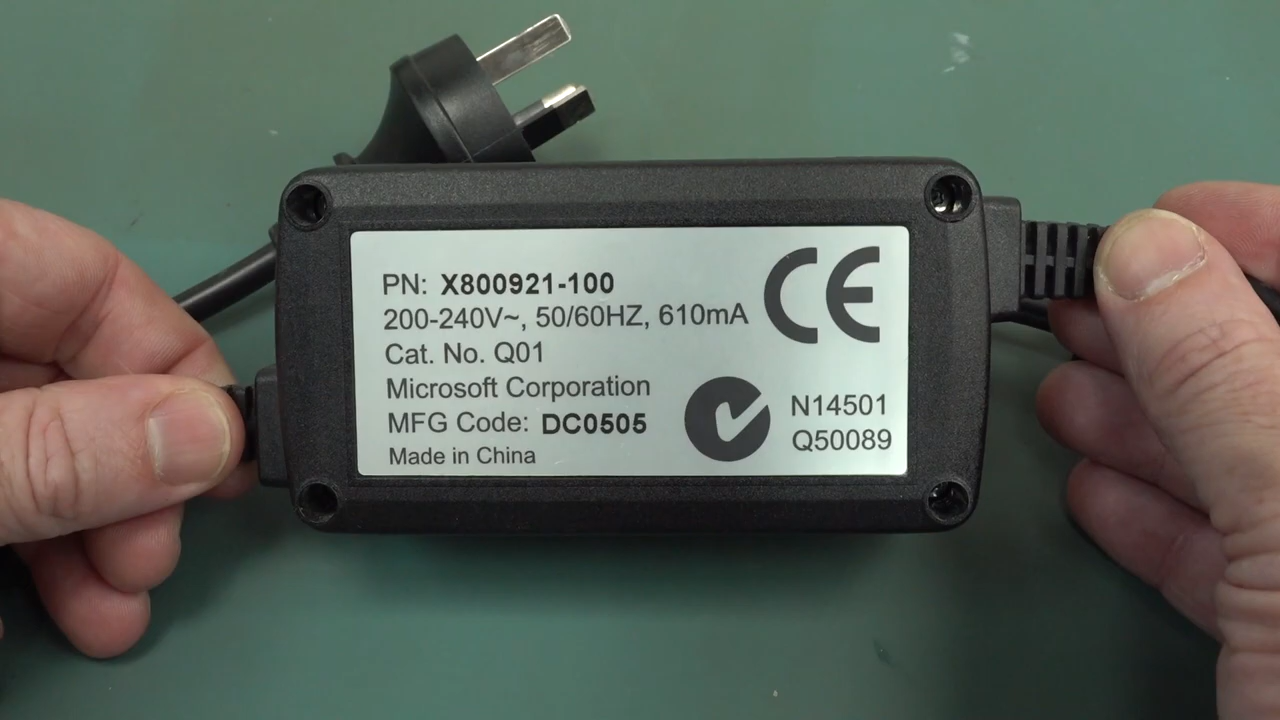 PN: X800921-100
200-240V~, 50/60HZ, 610mA
Cat. No. Q01
Microsoft Corporation
MFG Code: DC0505
Made in China
CE
N14501
Q50089